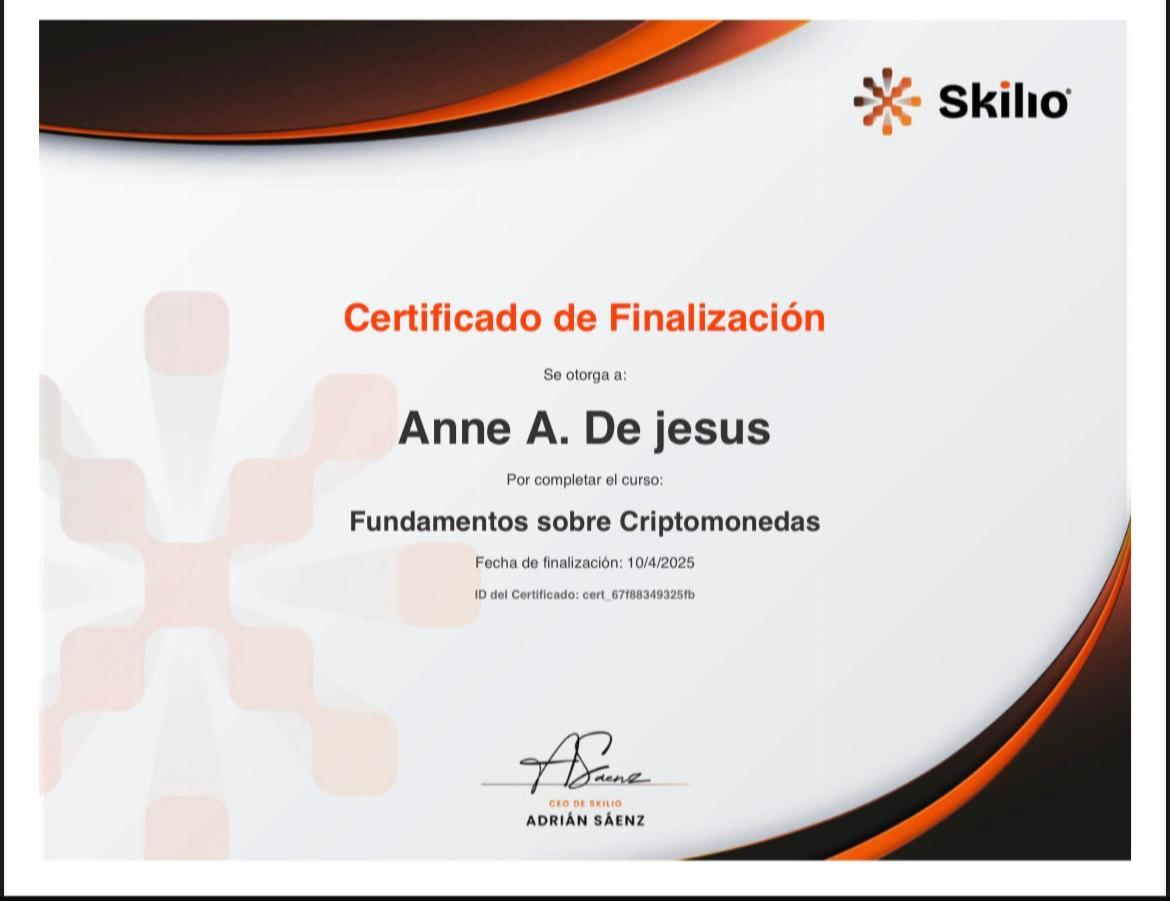 Skilio
Certificado de Finalización
Se otorga a:
Anne A. De jesus
Por completar el curso:
Fundamentos sobre Criptomonedas
Fecha de finalización: 10/4/2025
ID del Certificado: cert_67f88349325fb
ASaenz
CEO DE SKILIO
ADRIÁN SÁENZ